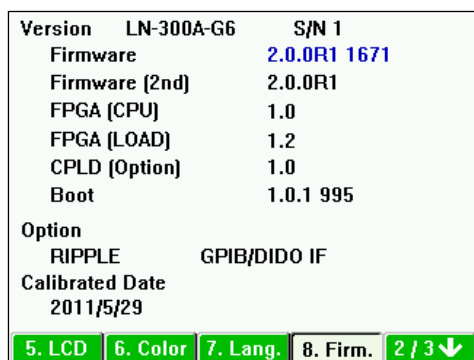 Version LN-300A-G6 S/N 1
Firmware 2.0.0R1 1671
Firmware (2nd) 2.0.0R1
FPGA (CPU) 1.0
FPGA (LOAD) 1.2
CPLD (Option) 1.0
Boot 1.0.1 995
Option
RIPPLE GPIB/DIDO IF
Calibrated Date
2011/5/29
5. LCD 6. Color 7. Lang. 8. Firm. 2 / 3